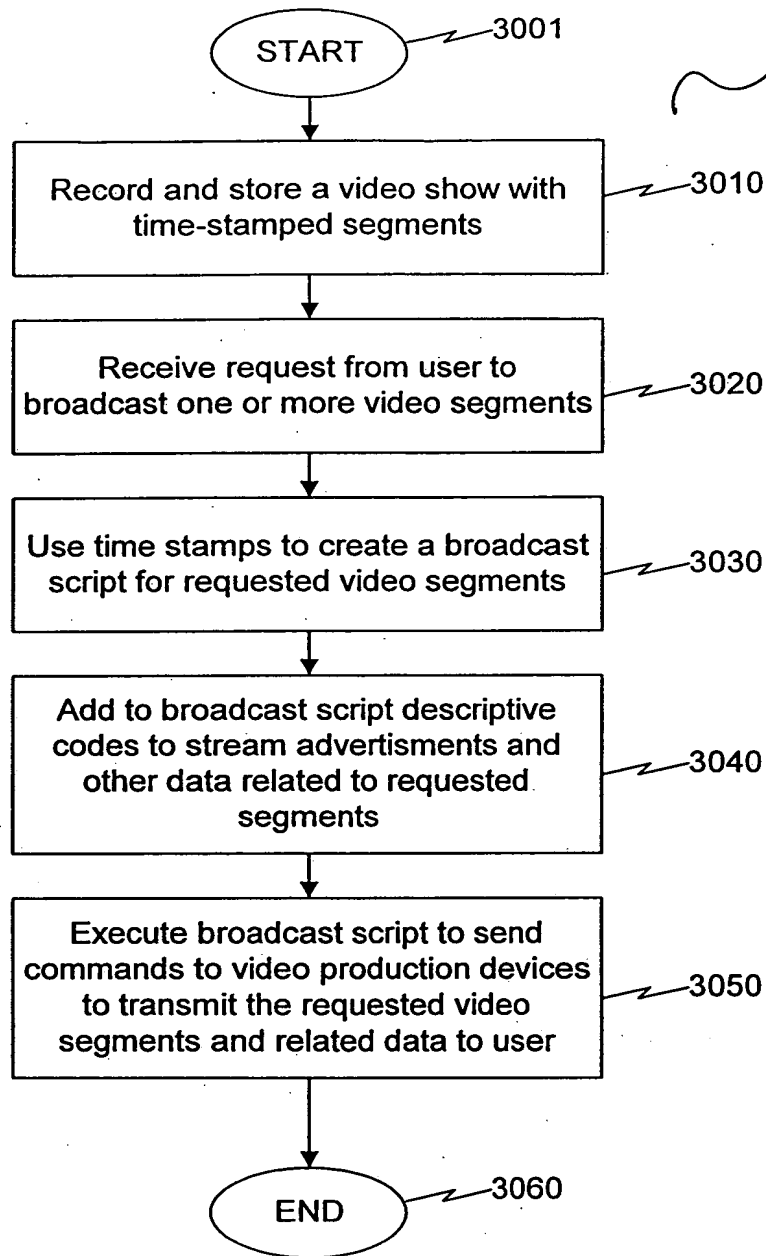 START
3001
Record and store a video show with
time-stamped segments
3010
Receive request from user to
broadcast one or more video segments
3020
Use time stamps to create a broadcast
script for requested video segments
3030
Add to broadcast script descriptive
codes to stream advertisments and
other data related to requested
segments
3040
Execute broadcast script to send
commands to video production devices
to transmit the requested video
segments and related data to user
3050
END
3060